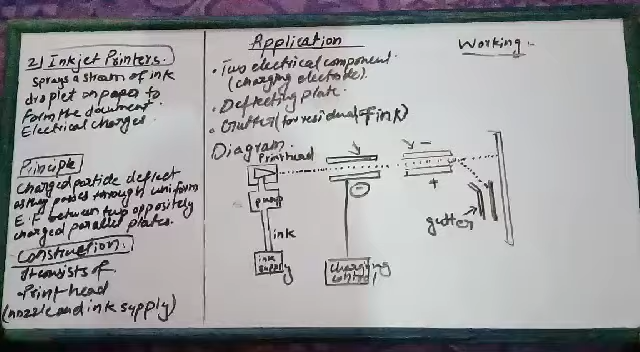 2) Inkjet Printers.
Sprays a stream of ink
droplet on paper to
form the document.
Electrical charges.
Principle
Charged particle deflect
as they passes through uniform
E.F between two oppositely
charged parallel plates.
Construction.
It consists of
Print head
(nozzle and ink supply)
Application
• Two electrical component.
(charging electrode).
• Deflecting plate.
• Gutter (for residual ink)
Diagram.
Printhead
pump
ink
ink
supply
−
charging
control
−
+
gutter
Working.